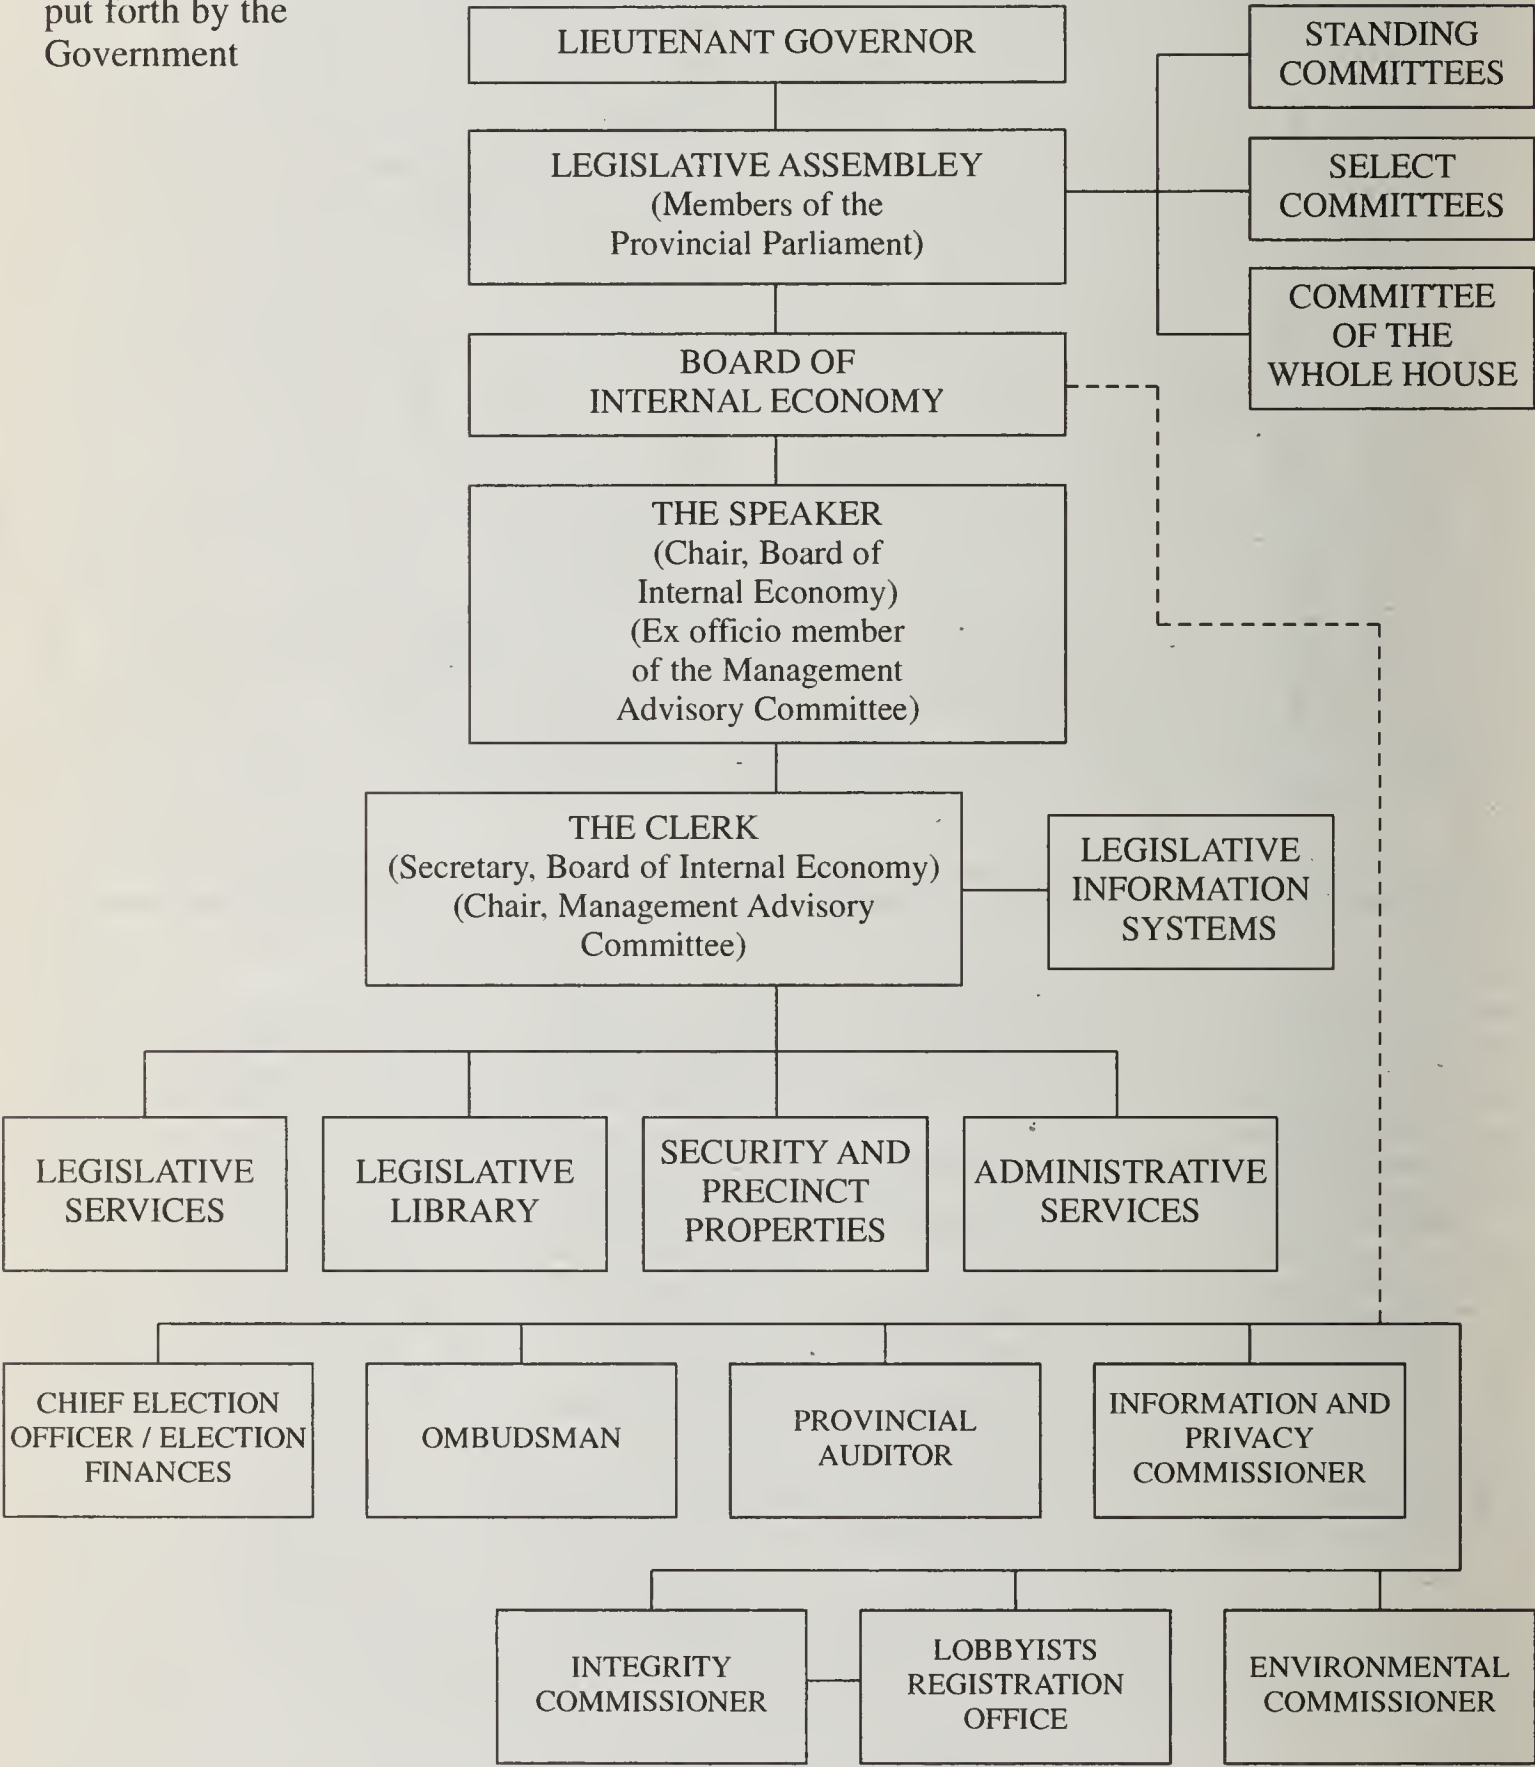 put forth by the
Government
LIEUTENANT GOVERNOR
STANDING
COMMITTEES
LEGISLATIVE ASSEMBLEY
(Members of the
Provincial Parliament)
SELECT
COMMITTEES
COMMITTEE
OF THE
WHOLE HOUSE
BOARD OF
INTERNAL ECONOMY
THE SPEAKER
(Chair, Board of
Internal Economy)
(Ex officio member
of the Management
Advisory Committee)
THE CLERK
(Secretary, Board of Internal Economy)
(Chair, Management Advisory
Committee)
LEGISLATIVE
INFORMATION
SYSTEMS
LEGISLATIVE
SERVICES
LEGISLATIVE
LIBRARY
SECURITY AND
PRECINCT
PROPERTIES
ADMINISTRATIVE
SERVICES
CHIEF ELECTION
OFFICER / ELECTION
FINANCES
OMBUDSMAN
PROVINCIAL
AUDITOR
INFORMATION AND
PRIVACY
COMMISSIONER
INTEGRITY
COMMISSIONER
LOBBYISTS
REGISTRATION
OFFICE
ENVIRONMENTAL
COMMISSIONER